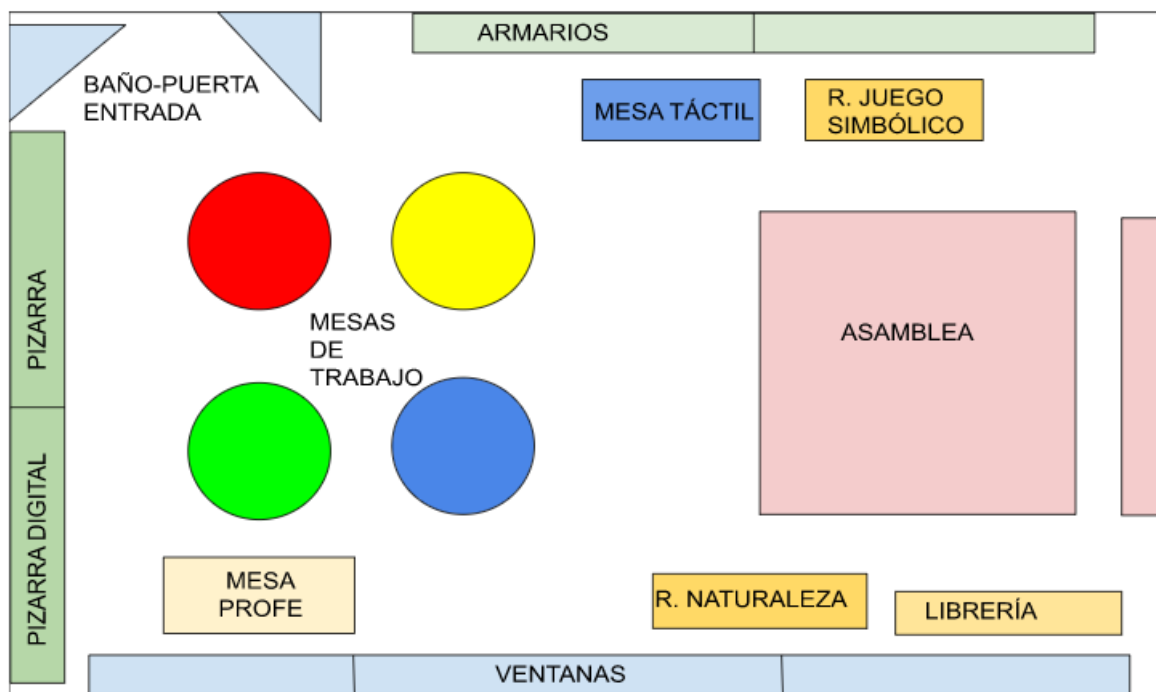 ARMARIOS
BAÑO-PUERTA
ENTRADA
MESA TÁCTIL
R. JUEGO
SIMBÓLICO
PIZARRA
MESAS
DE
TRABAJO
ASAMBLEA
PIZARRA DIGITAL
MESA
PROFE
R. NATURALEZA
LIBRERÍA
VENTANAS